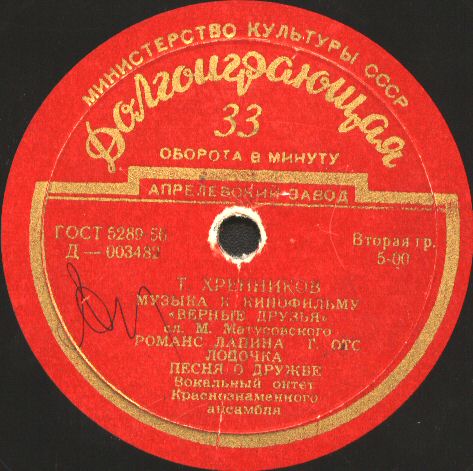 МИНИСТЕРСТВО КУЛЬТУРЫ СССР
Долгоиграющая
33
ОБОРОТА В МИНУТУ
АПРЕЛЕВСКИЙ ЗАВОД
ГОСТ 5289-50
Д — 003482
Вторая гр.
5-00
Т. ХРЕННИКОВ
МУЗЫКА К КИНОФИЛЬМУ
«ВЕРНЫЕ ДРУЗЬЯ»
сл. М. Матусовского
РОМАНС ЛАПИНА Г. ОТС
ЛОДОЧКА
ПЕСНЯ О ДРУЖБЕ
Вокальный октет
Краснознаменного
ансамбля